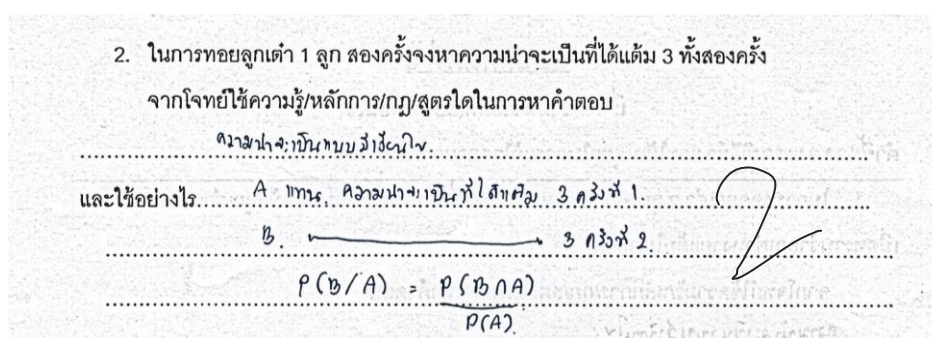 2. ในการทอยลูกเต๋า 1 ลูก สองครั้งจงหาความน่าจะเป็นที่ได้แต้ม 3 ทั้งสองครั้ง
จากโจทย์ใช้ความรู้/หลักการ/กฎ/สูตรใดในการหาคำตอบ
ความน่าจะเป็นแบบมีเงื่อนไข.
และใช้อย่างไร..... A แทน ความน่าจะเป็นที่ได้แต้ม 3 ครั้งที่ 1.
B. 3 ครั้งที่ 2.
P(B/A) = P(B∩A)
P(A)